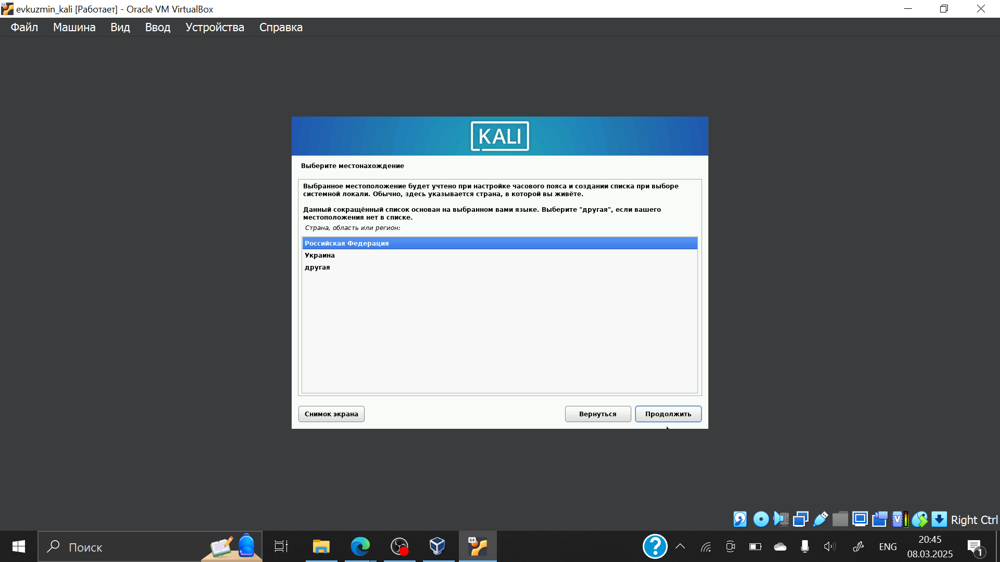 evkuzmin_kali [Работает] - Oracle VM VirtualBox
Файл Машина Вид Ввод Устройства Справка
KALI
Выберите местонахождение
Выбранное местоположение будет учтено при настройке часового пояса и создании списка при выборе
системной локали. Обычно, здесь указывается страна, в которой вы живёте.
Данный сокращённый список основан на выбранном вами языке. Выберите "другая", если вашего
местоположения нет в списке.
Страна, область или регион:
Российская Федерация
Украина
другая
Снимок экрана Вернуться Продолжить
Right Ctrl
Поиск
64
ENG
20:45
08.03.2025
1